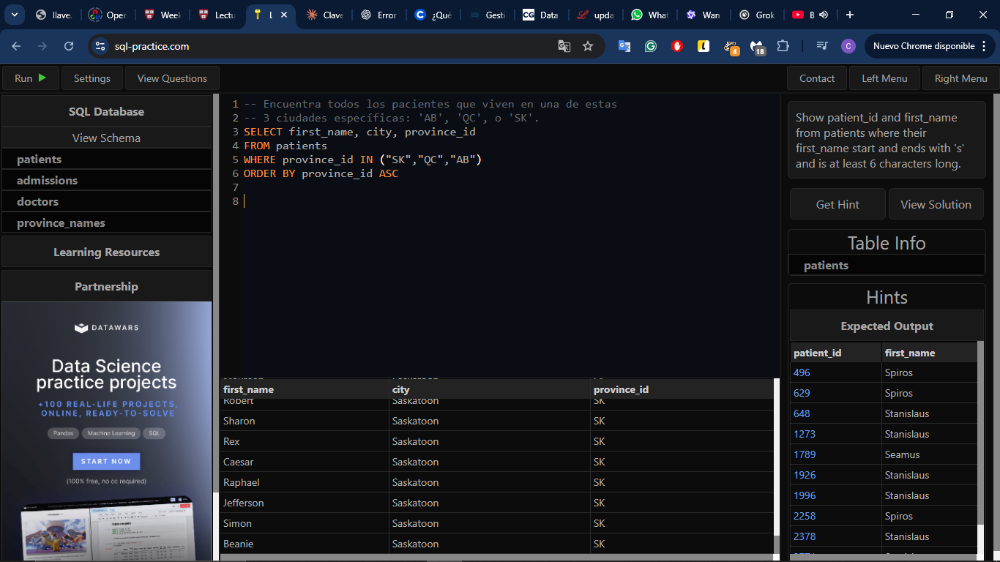 llave.
Oper
Week
Lectu
L
Clave
Error
¿Qué
Gesti
CG Data
upda
What
Wan
Grok
B
sql-practice.com
4
18
C
Nuevo Chrome disponible
Run
Settings
View Questions
Contact
Left Menu
Right Menu
SQL Database
View Schema
patients
admissions
doctors
province_names
Learning Resources
Partnership
DATAWARS
Data Science
practice projects
+100 REAL-LIFE PROJECTS,
ONLINE, READY-TO-SOLVE
Pandas
Machine Learning
SQL
START NOW
(100% free, no cc required)
1 -- Encuentra todos los pacientes que viven en una de estas
2 -- 3 ciudades específicas: 'AB', 'QC', o 'SK'.
3 SELECT first_name, city, province_id
4 FROM patients
5 WHERE province_id IN ("SK","QC","AB")
6 ORDER BY province_id ASC
7
8
first_name city province_id
Robert Saskatoon SK
Sharon Saskatoon SK
Rex Saskatoon SK
Caesar Saskatoon SK
Raphael Saskatoon SK
Jefferson Saskatoon SK
Simon Saskatoon SK
Beanie Saskatoon SK
Show patient_id and first_name
from patients where their
first_name start and ends with 's'
and is at least 6 characters long.
Get Hint
View Solution
Table Info
patients
Hints
Expected Output
patient_id first_name
496 Spiros
629 Spiros
648 Stanislaus
1273 Stanislaus
1789 Seamus
1926 Stanislaus
1996 Stanislaus
2258 Spiros
2378 Stanislaus